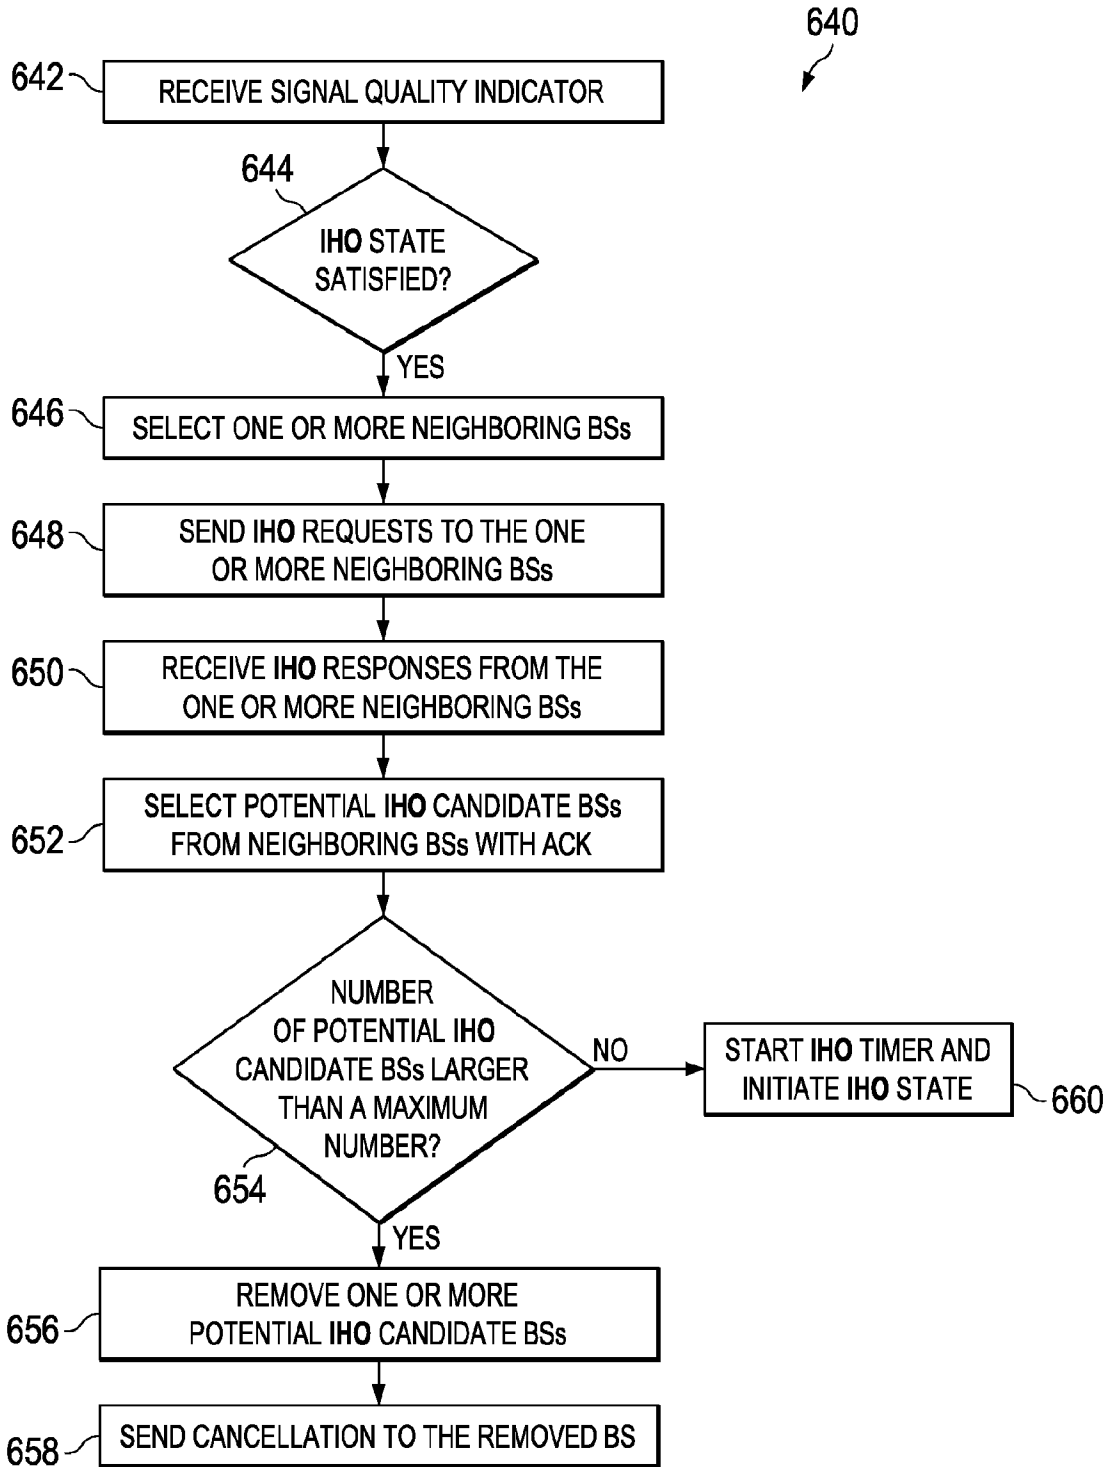 640
642
RECEIVE SIGNAL QUALITY INDICATOR
644
IHO STATE
SATISFIED?
YES
646
SELECT ONE OR MORE NEIGHBORING BSs
648
SEND IHO REQUESTS TO THE ONE
OR MORE NEIGHBORING BSs
650
RECEIVE IHO RESPONSES FROM THE
ONE OR MORE NEIGHBORING BSs
652
SELECT POTENTIAL IHO CANDIDATE BSs
FROM NEIGHBORING BSs WITH ACK
NUMBER
OF POTENTIAL IHO
CANDIDATE BSs LARGER
THAN A MAXIMUM
NUMBER?
654
NO
START IHO TIMER AND
INITIATE IHO STATE
660
YES
656
REMOVE ONE OR MORE
POTENTIAL IHO CANDIDATE BSs
658
SEND CANCELLATION TO THE REMOVED BS